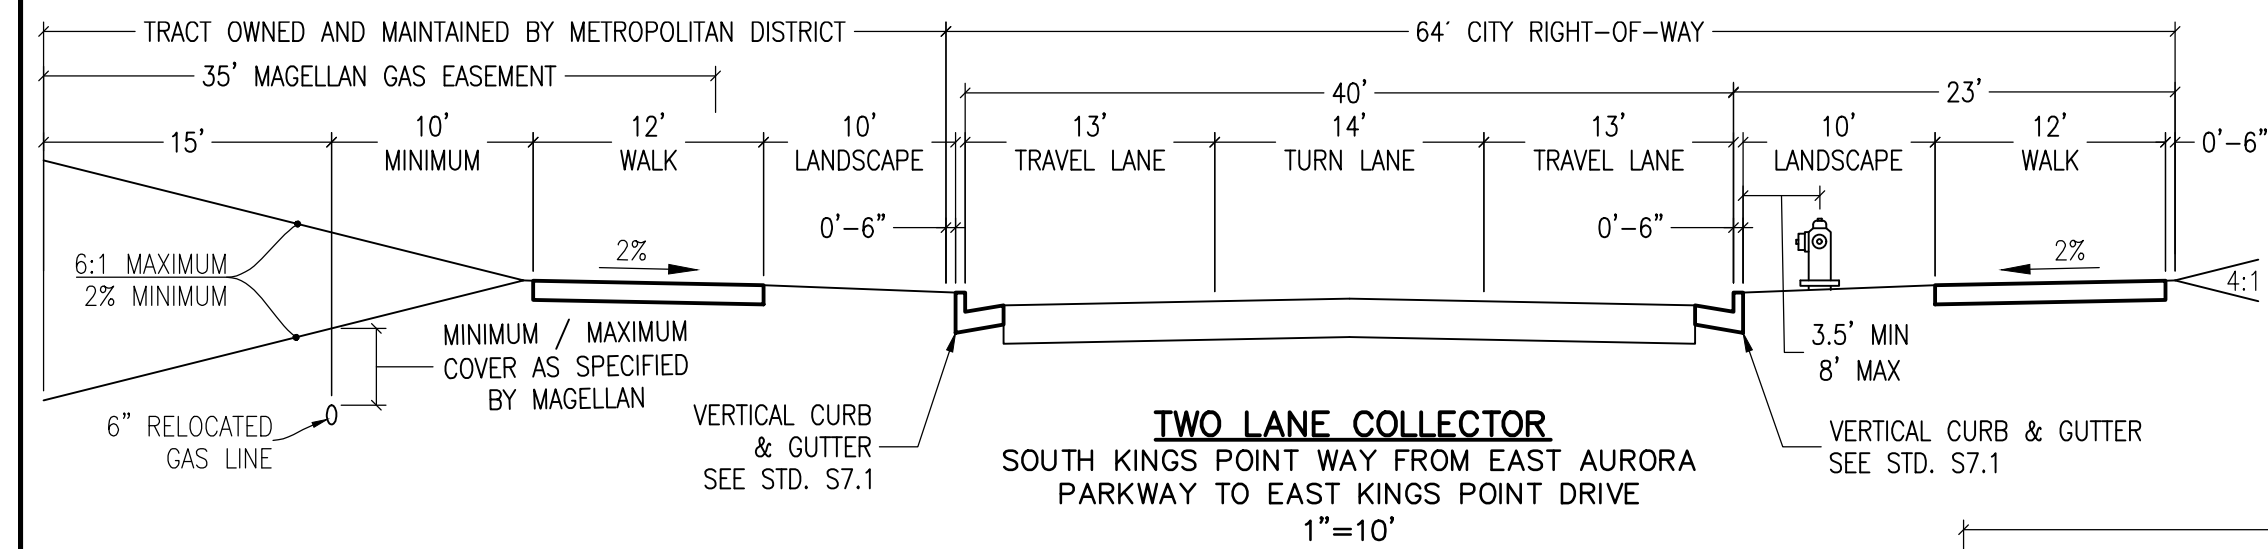 TRACT OWNED AND MAINTAINED BY METROPOLITAN DISTRICT
64' CITY RIGHT-OF-WAY
35' MAGELLAN GAS EASEMENT
40'
23'
15'
10'
MINIMUM
12'
WALK
10'
LANDSCAPE
13'
TRAVEL LANE
14'
TURN LANE
13'
TRAVEL LANE
10'
LANDSCAPE
12'
WALK
0'-6"
0'-6"
0'-6"
2%
2%
6:1 MAXIMUM
2% MINIMUM
4:1
MINIMUM / MAXIMUM
COVER AS SPECIFIED
BY MAGELLAN
3.5' MIN
8' MAX
6" RELOCATED
GAS LINE
VERTICAL CURB
& GUTTER
SEE STD. S7.1
VERTICAL CURB & GUTTER
SEE STD. S7.1
TWO LANE COLLECTOR
SOUTH KINGS POINT WAY FROM EAST AURORA
PARKWAY TO EAST KINGS POINT DRIVE
1"=10'